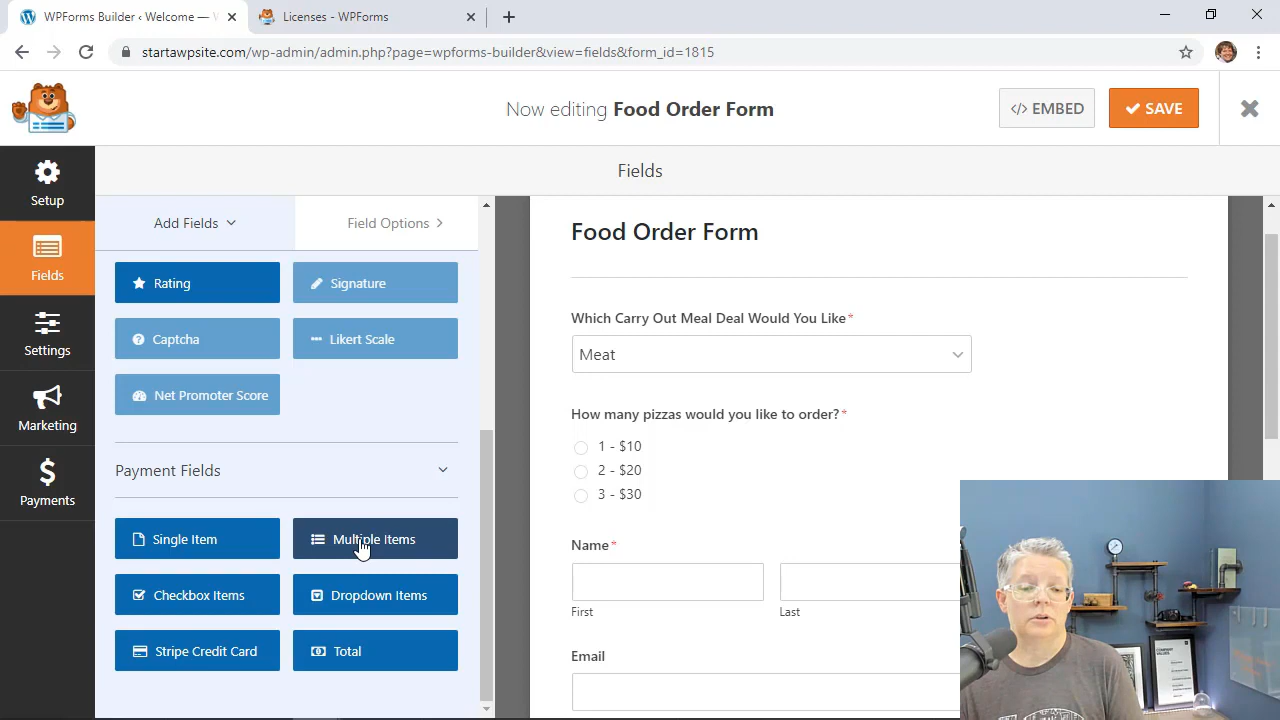 WPForms Builder ‹ Welcome —
Licenses - WPForms
startawpsite.com/wp-admin/admin.php?page=wpforms-builder&view=fields&form_id=1815
Now editing Food Order Form
</> EMBED
SAVE
Setup
Fields
Settings
Marketing
Payments
Fields
Add Fields
Field Options
Rating
Signature
Captcha
Likert Scale
Net Promoter Score
Payment Fields
Single Item
Multiple Items
Checkbox Items
Dropdown Items
Stripe Credit Card
Total
Food Order Form
Which Carry Out Meal Deal Would You Like*
Meat
How many pizzas would you like to order?*
1 - $10
2 - $20
3 - $30
Name*
First
Last
Email